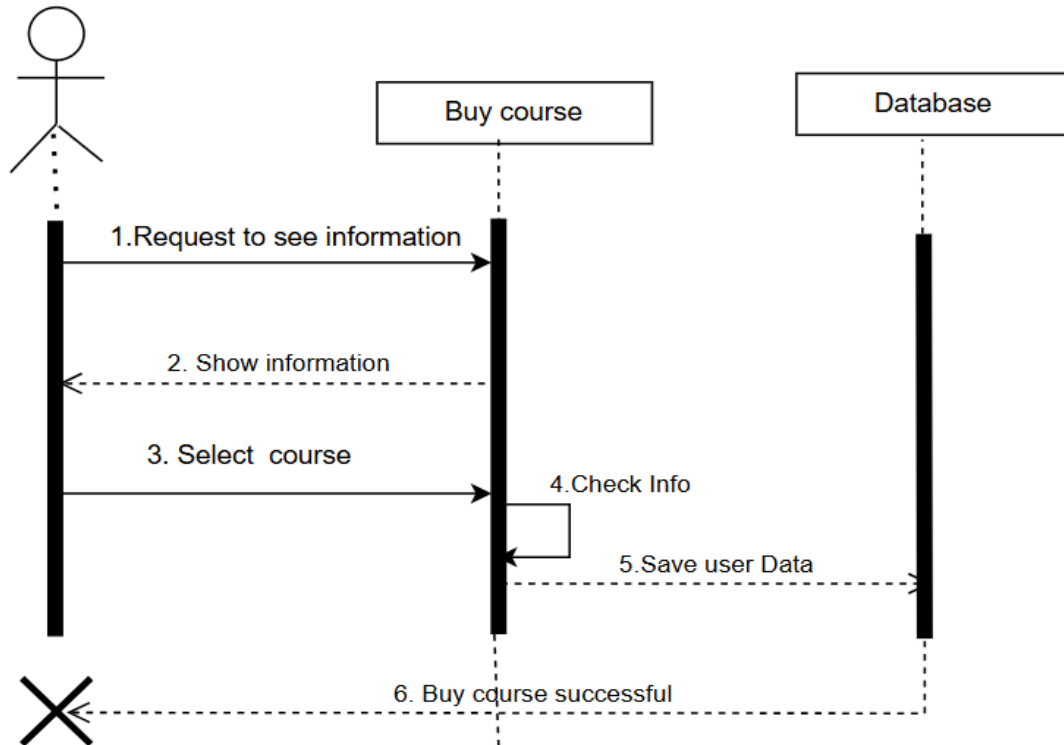 Buy course
Database
1.Request to see information
2. Show information
3. Select  course
4.Check Info
5.Save user Data
6. Buy course successful